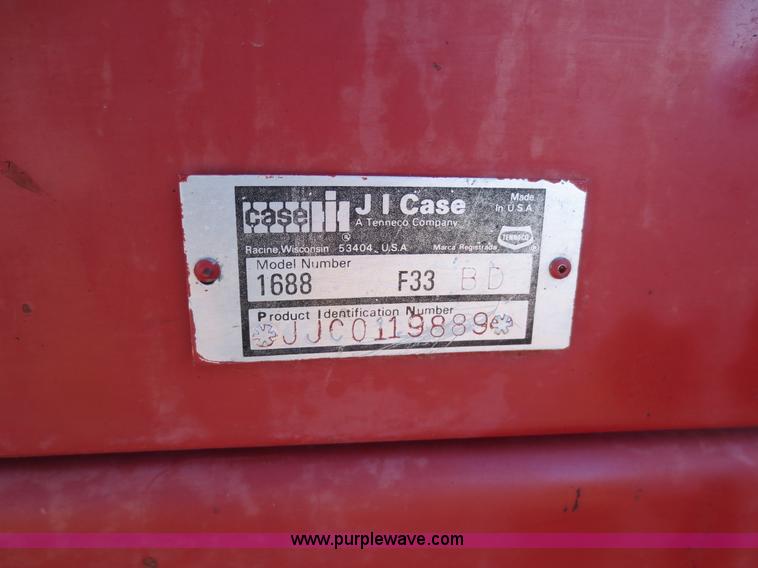 case IH
J I Case
A Tenneco Company
Made
In U.S.A.
TENNECO
Racine, Wisconsin 53404 U.S.A. Marca Registrada
Model Number
1688 F33 BD
Product Identification Number
*JJC0119889*
www.purplewave.com